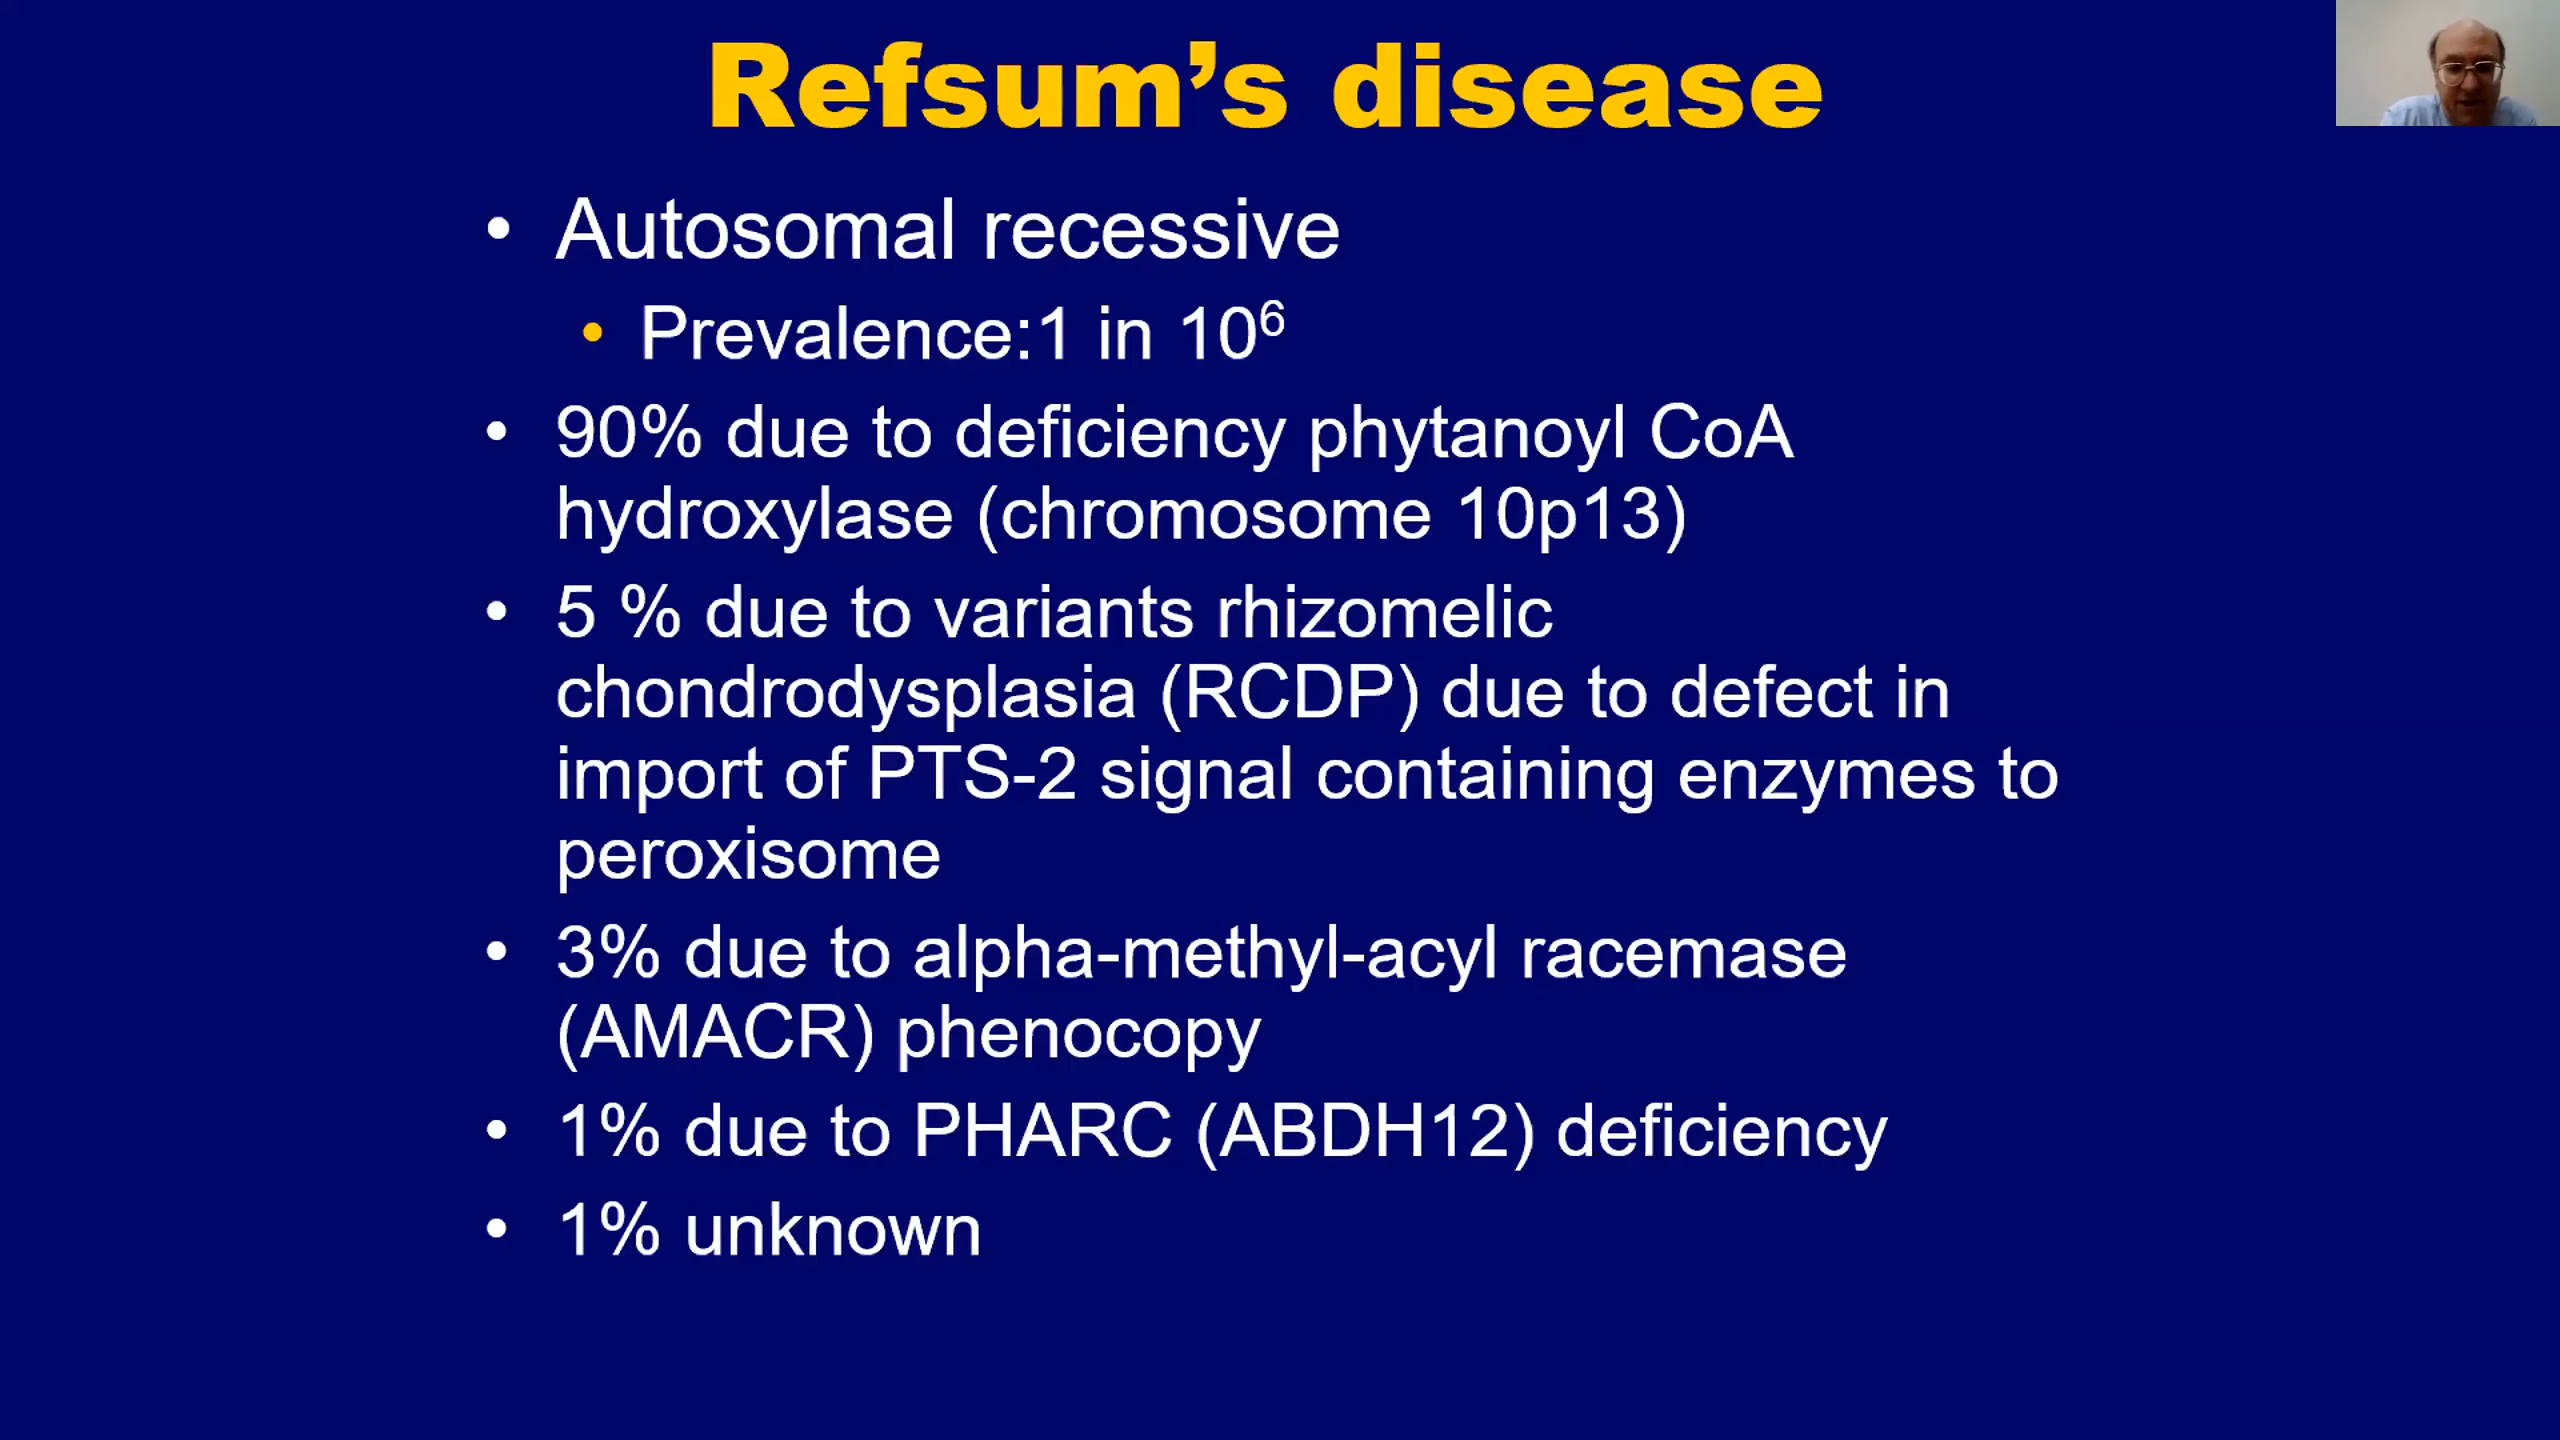 Refsum’s disease
• Autosomal recessive
• Prevalence:1 in 10⁶
• 90% due to deficiency phytanoyl CoA
hydroxylase (chromosome 10p13)
• 5 % due to variants rhizomelic
chondrodysplasia (RCDP) due to defect in
import of PTS-2 signal containing enzymes to
peroxisome
• 3% due to alpha-methyl-acyl racemase
(AMACR) phenocopy
• 1% due to PHARC (ABDH12) deficiency
• 1% unknown